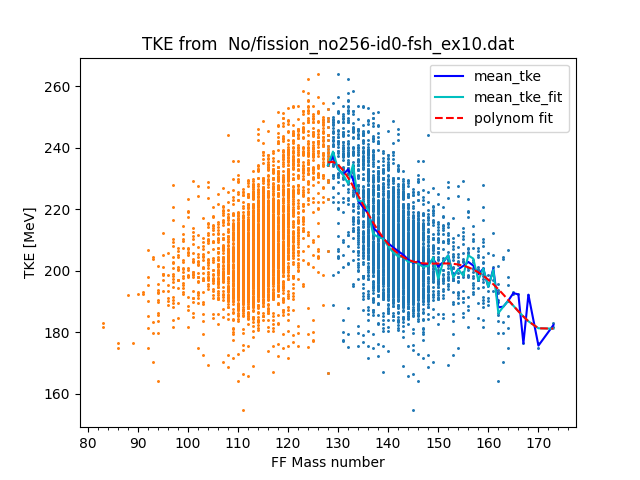 TKE from  No/fission_no256-id0-fsh_ex10.dat
mean_tke
mean_tke_fit
polynom fit
TKE [MeV]
260
240
220
200
180
160
80 90 100 110 120 130 140 150 160 170
FF Mass number